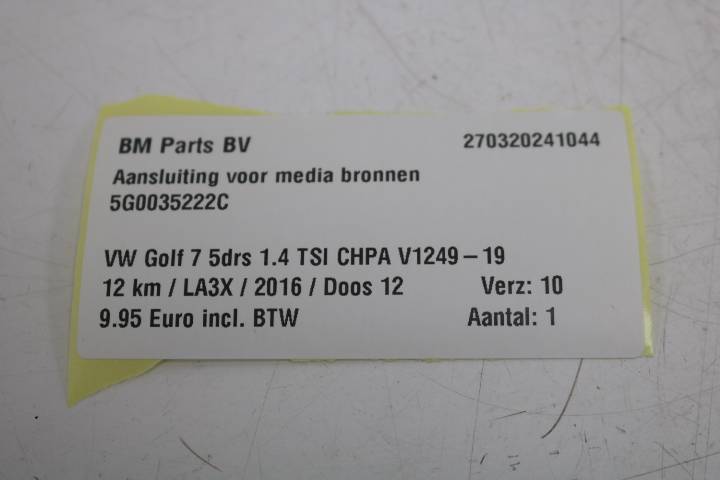 BM Parts BV 270320241044
Aansluiting voor media bronnen
5G0035222C
VW Golf 7 5drs 1.4 TSI CHPA V1249-19
12 km / LA3X / 2016 / Doos 12 Verz: 10
9.95 Euro incl. BTW Aantal: 1